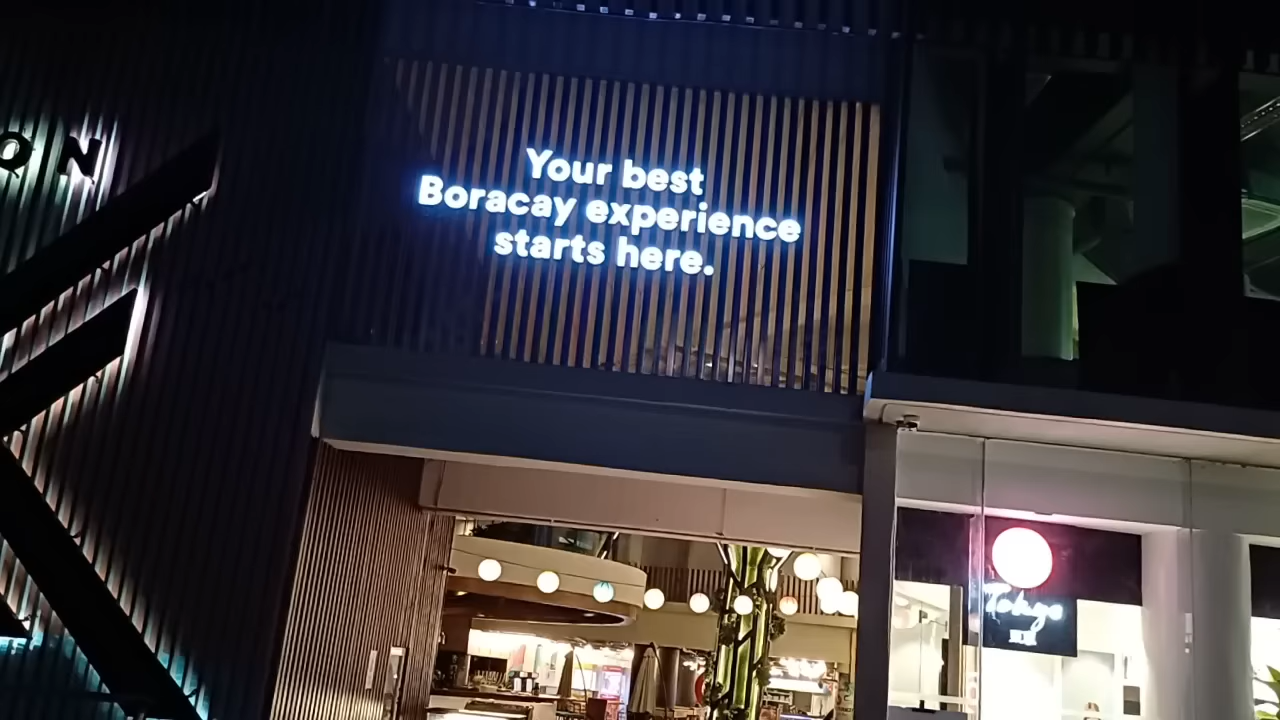 ON
Your best
Boracay experience
starts here.
Tokyo